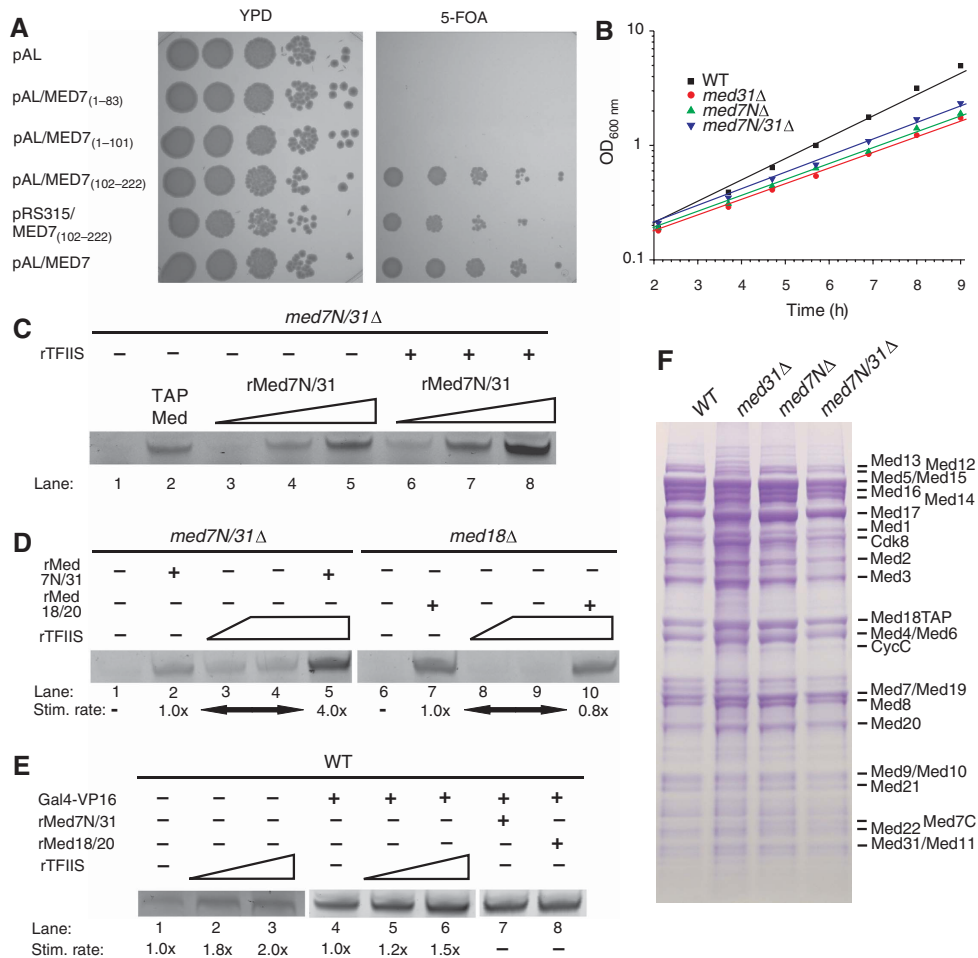 A
YPD
5-FOA
pAL
pAL/MED7(1–83)
pAL/MED7(1–101)
pAL/MED7(102–222)
pRS315/
MED7(102–222)
pAL/MED7
B
WT
med31Δ
med7NΔ
med7N/31Δ
OD600 nm
10
1
0.1
2 3 4 5 6 7 8 9
Time (h)
C
med7N/31Δ
rTFIIS – – – – – + + +
TAP
Med
rMed7N/31 rMed7N/31
Lane: 1 2 3 4 5 6 7 8
D
med7N/31Δ med18Δ
rMed
7N/31 – + – – + – – – – –
rMed
18/20 – – – – – – + – – +
rTFIIS – – – –
Lane: 1 2 3 4 5 6 7 8 9 10
Stim. rate: - 1.0x 4.0x - 1.0x 0.8x
E
WT
Gal4-VP16 – – – + + + + +
rMed7N/31 – – – – – – + –
rMed18/20 – – – – – – – +
rTFIIS – – – –
Lane: 1 2 3 4 5 6 7 8
Stim. rate: 1.0x 1.8x 2.0x 1.0x 1.2x 1.5x – –
F
WT
med31Δ
med7NΔ
med7N/31Δ
Med13 Med12
Med5/Med15
Med16 Med14
Med17
Med1
Cdk8
Med2
Med3
Med18TAP
Med4/Med6
CycC
Med7/Med19
Med8
Med20
Med9/Med10
Med21
Med22 Med7C
Med31/Med11